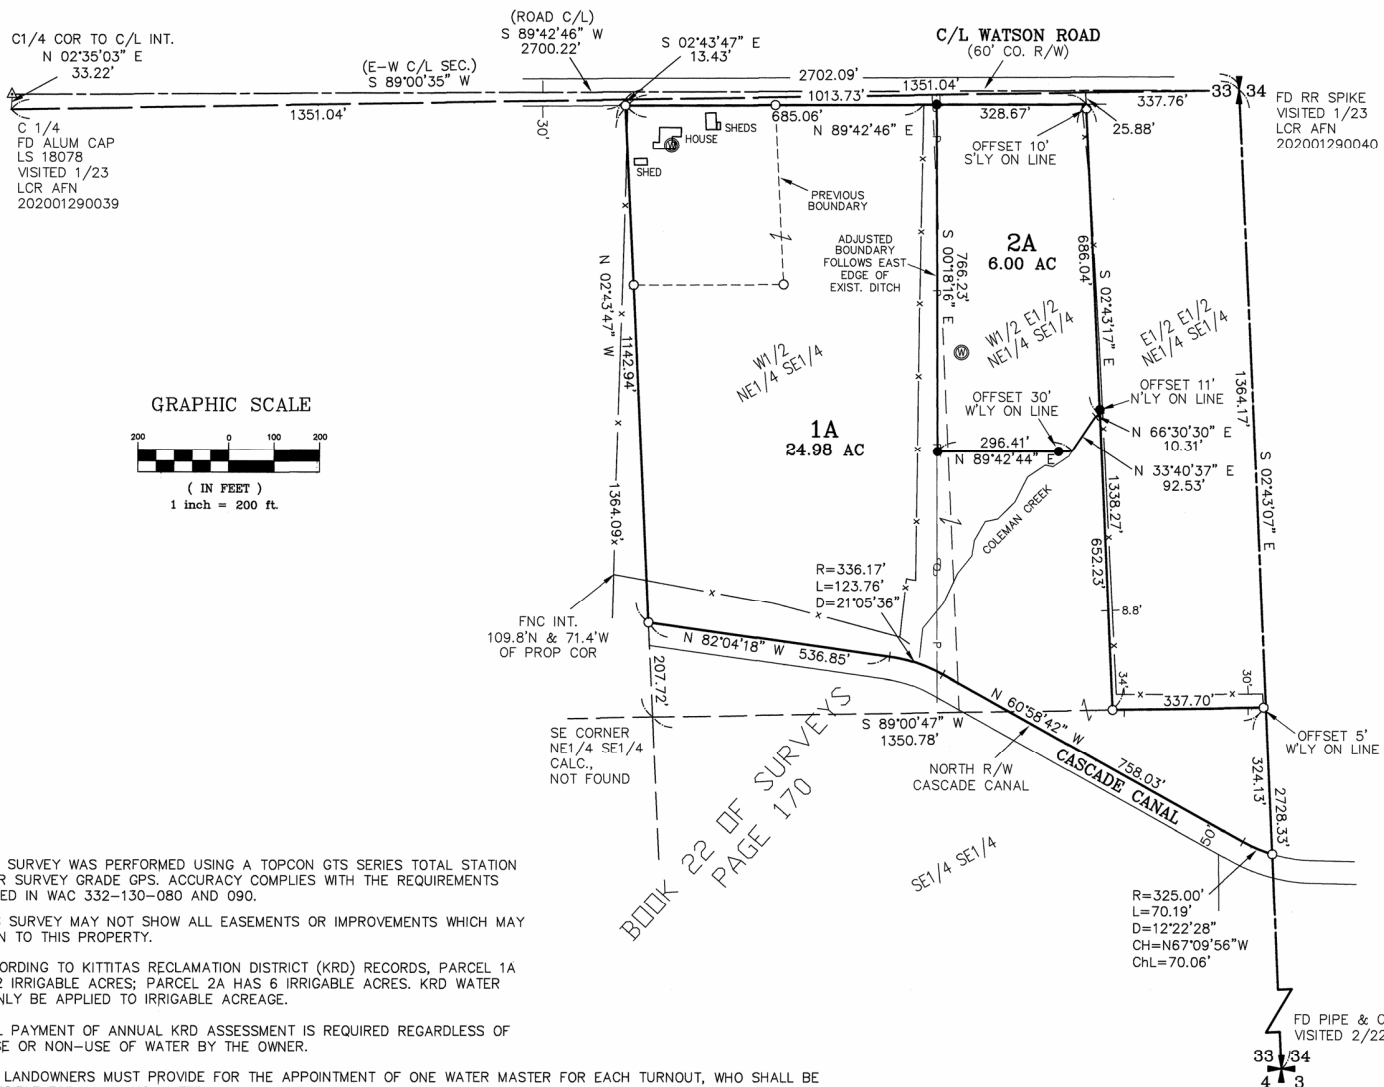 C1/4 COR TO C/L INT.
N 02°35'03" E
33.22'
(ROAD C/L)
S 89°42'46" W
2700.22'
(E-W C/L SEC.)
S 89°00'35" W
S 02°43'47" E
13.43'
C/L WATSON ROAD
(60' CO. R/W)
2702.09'
1351.04'
1013.73'
1351.04'
337.76'
33 34
FD RR SPIKE
VISITED 1/23
LCR AFN
202001290040
C 1/4
FD ALUM CAP
LS 18078
VISITED 1/23
LCR AFN
202001290039
30'
685.06'
N 89°42'46" E
328.67'
25.88'
OFFSET 10'
S'LY ON LINE
SHEDS
HOUSE
W
SHED
PREVIOUS
BOUNDARY
ADJUSTED
BOUNDARY
FOLLOWS EAST
EDGE OF
EXIST. DITCH
S 00°18'16" E
766.23'
2A
6.00 AC
686.04'
S 02°43'17" E
W1/2 E1/2
NE1/4 SE1/4
E1/2 E1/2
NE1/4 SE1/4
N 02°43'47" W
1142.94'
W1/2
NE1/4 SE1/4
W
1364.17'
S 02°43'07" E
GRAPHIC SCALE
200 0 100 200
( IN FEET )
1 inch = 200 ft.
1A
24.98 AC
OFFSET 30'
W'LY ON LINE
OFFSET 11'
N'LY ON LINE
296.41'
N 89°42'44" E
N 66°30'30" E
10.31'
N 33°40'37" E
92.53'
1364.09'
COLEMAN CREEK
1338.27'
652.23'
R=336.17'
L=123.76'
D=21°05'36"
8.8'
FNC INT.
109.8'N & 71.4'W
OF PROP COR
N 82°04'18" W 536.85'
207.72'
34'
30'
337.70'
N 60°58'42" W
758.03'
S 89°00'47" W
1350.78'
OFFSET 5'
W'LY ON LINE
SE CORNER
NE1/4 SE1/4
CALC.,
NOT FOUND
NORTH R/W
CASCADE CANAL
CASCADE CANAL
324.13'
2728.33'
BOOK 22 OF SURVEYS
PAGE 170
50'
SE1/4 SE1/4
R=325.00'
L=70.19'
D=12°22'28"
CH=N67°09'56"W
ChL=70.06'
SURVEY WAS PERFORMED USING A TOPCON GTS SERIES TOTAL STATION
R SURVEY GRADE GPS. ACCURACY COMPLIES WITH THE REQUIREMENTS
ED IN WAC 332-130-080 AND 090.
SURVEY MAY NOT SHOW ALL EASEMENTS OR IMPROVEMENTS WHICH MAY
N TO THIS PROPERTY.
ORDING TO KITTITAS RECLAMATION DISTRICT (KRD) RECORDS, PARCEL 1A
2 IRRIGABLE ACRES; PARCEL 2A HAS 6 IRRIGABLE ACRES. KRD WATER
NLY BE APPLIED TO IRRIGABLE ACREAGE.
L PAYMENT OF ANNUAL KRD ASSESSMENT IS REQUIRED REGARDLESS OF
SE OR NON-USE OF WATER BY THE OWNER.
LANDOWNERS MUST PROVIDE FOR THE APPOINTMENT OF ONE WATER MASTER FOR EACH TURNOUT, WHO SHALL BE
FD PIPE & C
VISITED 2/22
33 34
4 3